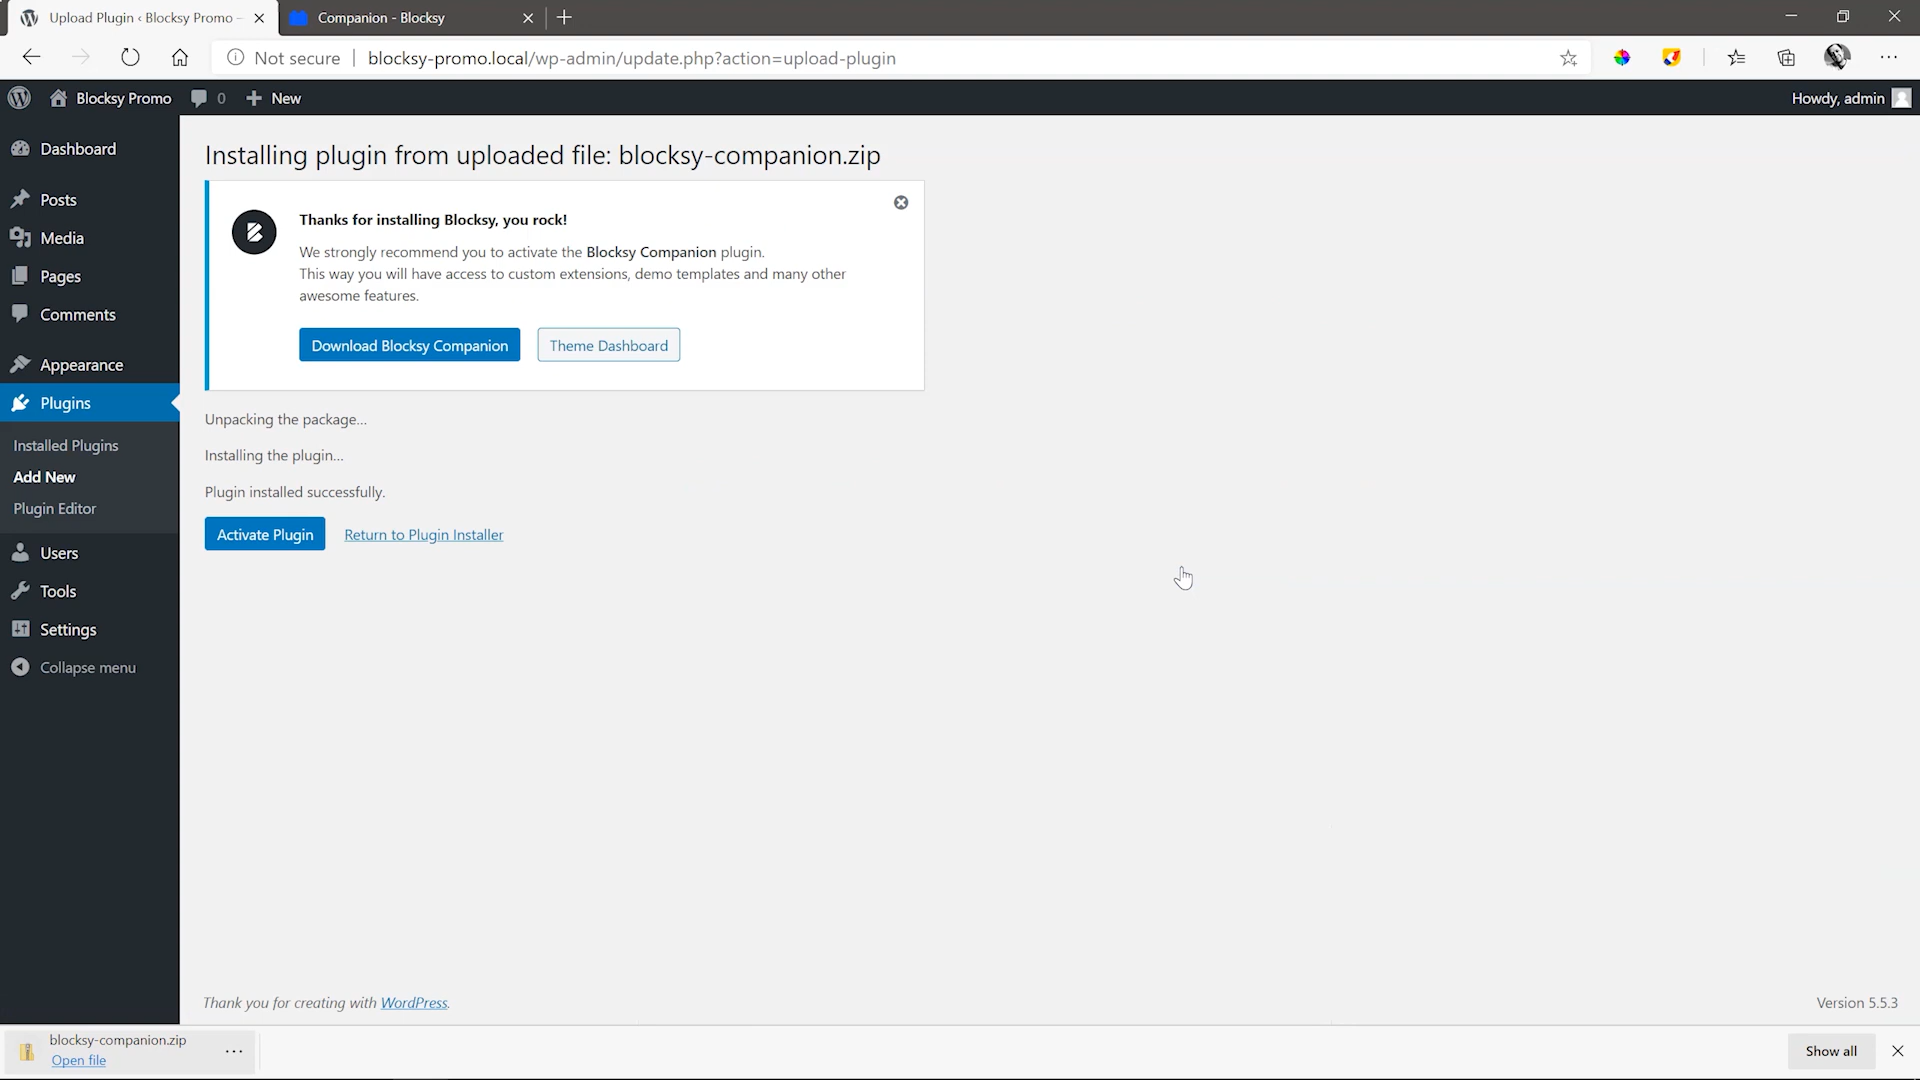 Upload Plugin ‹ Blocksy Promo –
Companion - Blocksy
Not secure
blocksy-promo.local/wp-admin/update.php?action=upload-plugin
Blocksy Promo
0
New
Howdy, admin
Dashboard
Posts
Media
Pages
Comments
Appearance
Plugins
Installed Plugins
Add New
Plugin Editor
Users
Tools
Settings
Collapse menu
Installing plugin from uploaded file: blocksy-companion.zip
Thanks for installing Blocksy, you rock!
We strongly recommend you to activate the Blocksy Companion plugin.
This way you will have access to custom extensions, demo templates and many other
awesome features.
Download Blocksy Companion
Theme Dashboard
Unpacking the package...
Installing the plugin...
Plugin installed successfully.
Activate Plugin
Return to Plugin Installer
Thank you for creating with WordPress.
Version 5.5.3
blocksy-companion.zip
Open file
Show all